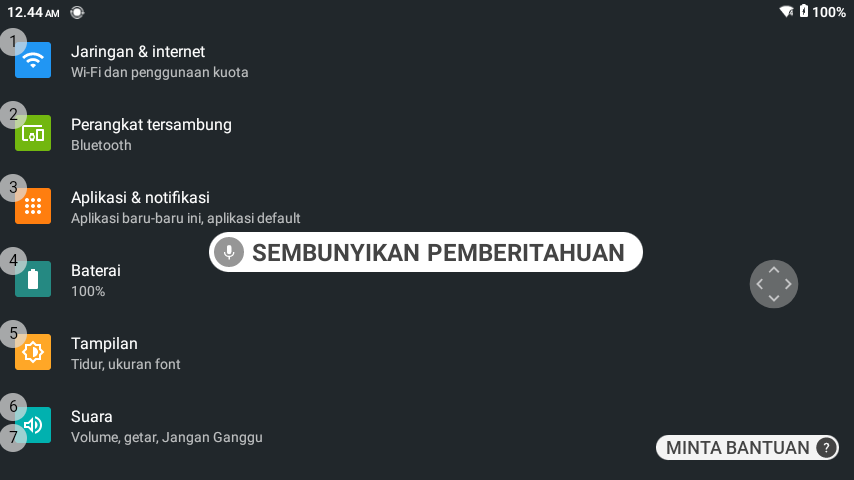 12.44 AM
100%
1
Jaringan & internet
Wi-Fi dan penggunaan kuota
2
Perangkat tersambung
Bluetooth
3
Aplikasi & notifikasi
Aplikasi baru-baru ini, aplikasi default
SEMBUNYIKAN PEMBERITAHUAN
4
Baterai
100%
5
Tampilan
Tidur, ukuran font
6
Suara
7
Volume, getar, Jangan Ganggu
MINTA BANTUAN ?